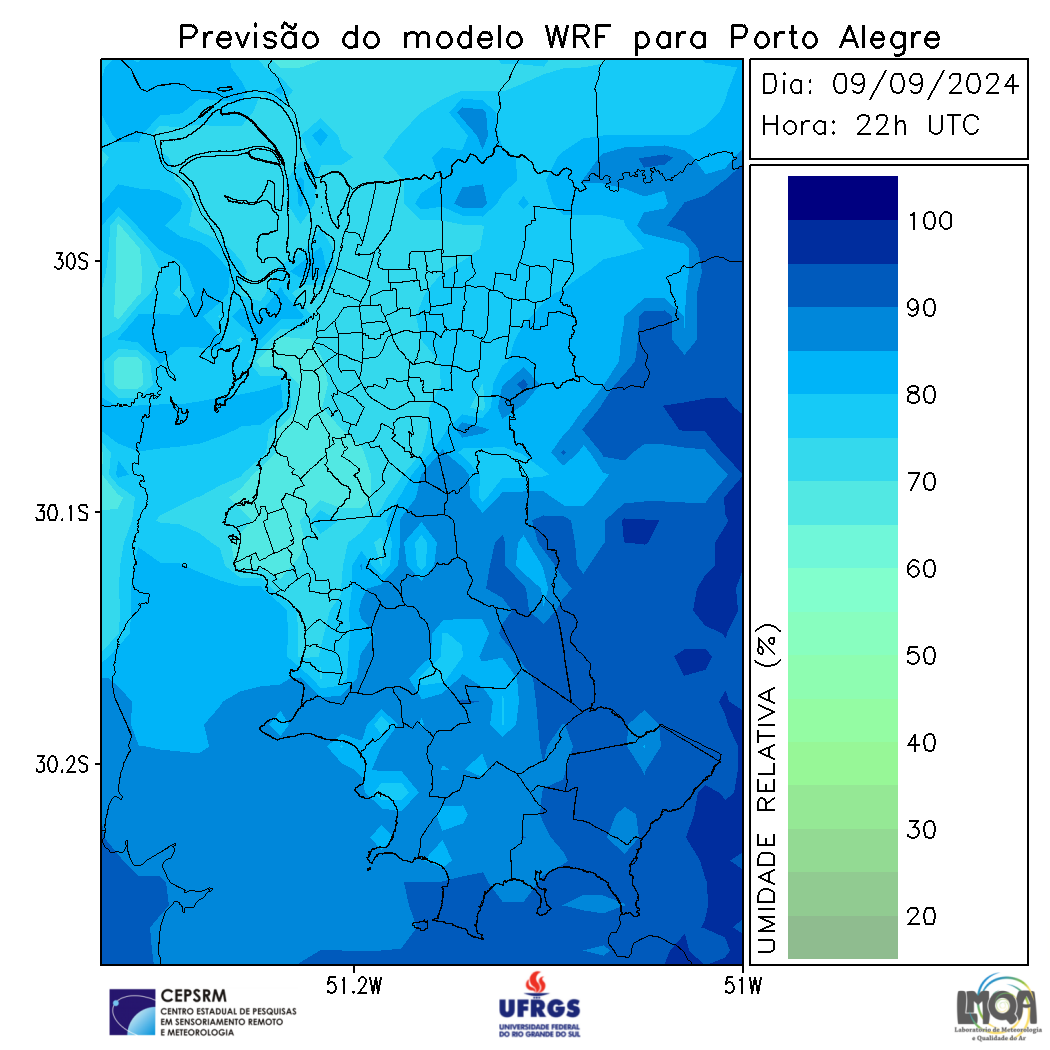 Previsão do modelo WRF para Porto Alegre
Dia: 09/09/2024
Hora: 22h UTC
30S
30.1S
30.2S
51.2W
51W
UMIDADE RELATIVA (%)
100
90
80
70
60
50
40
30
20
CEPSRM
CENTRO ESTADUAL DE PESQUISAS
EM SENSORIAMENTO REMOTO
E METEOROLOGIA
UFRGS
UNIVERSIDADE FEDERAL
DO RIO GRANDE DO SUL
LMQA
Laboratório de Meteorologia
e Qualidade do Ar